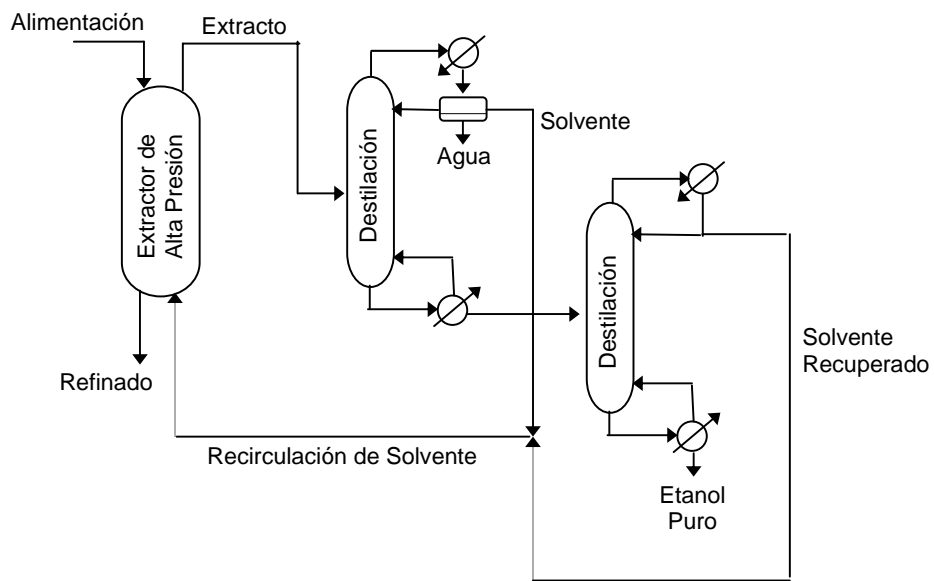 Alimentación
Extracto
Extractor de
Alta Presión
Refinado
Destilación
Agua
Solvente
Destilación
Solvente
Recuperado
Recirculación de Solvente
Etanol
Puro